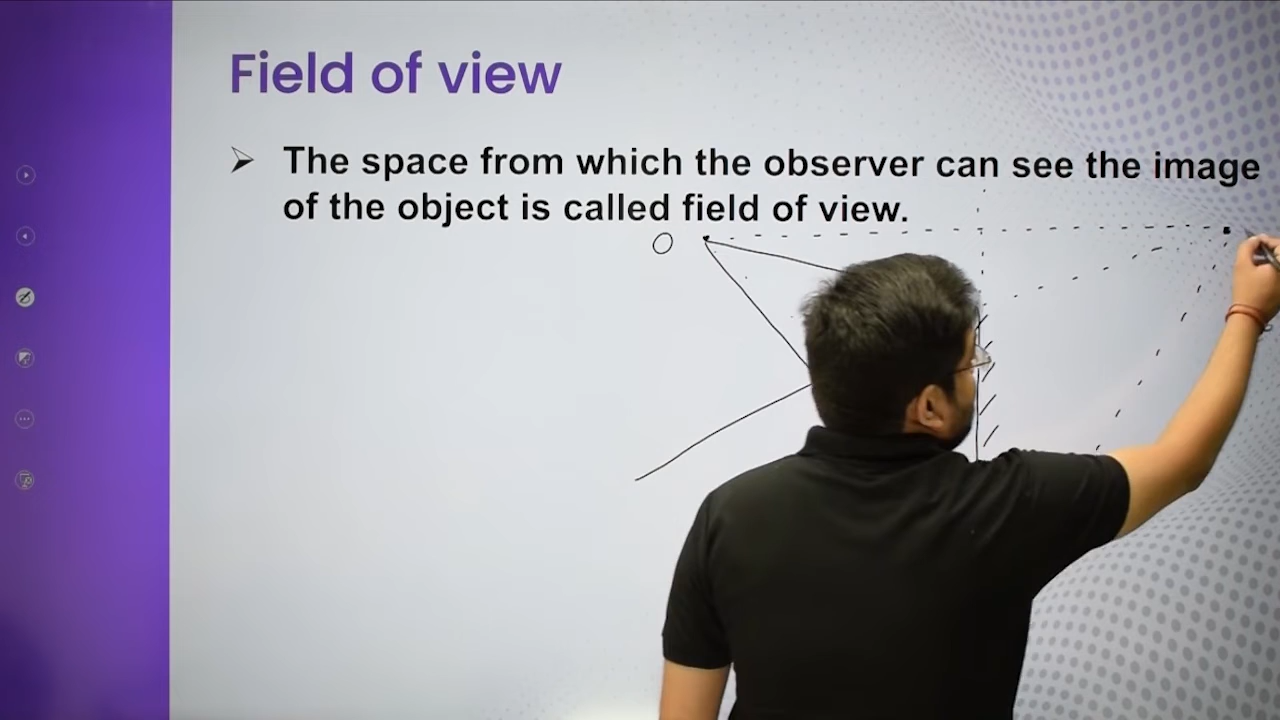 Field of view
➢ The space from which the observer can see the image
of the object is called field of view.
O